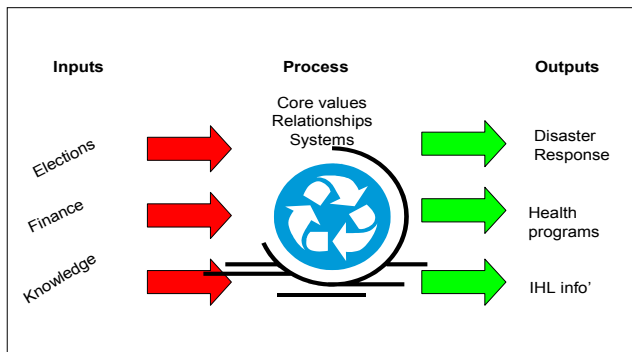 Inputs
Process
Outputs
Core values
Relationships
Systems
Elections
Finance
Knowledge
Disaster
Response
Health
programs
IHL info’